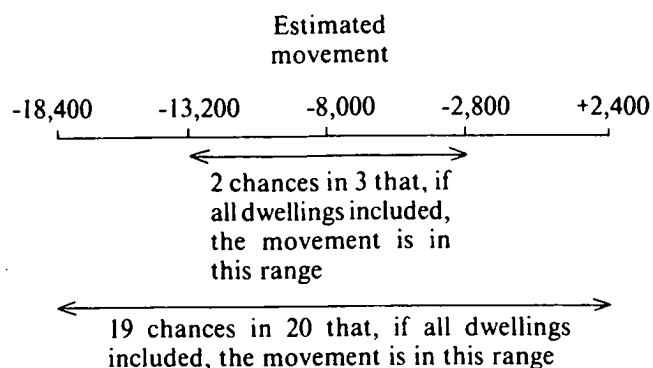 Estimated
movement
-18,400 -13,200 -8,000 -2,800 +2,400
2 chances in 3 that, if
all dwellings included,
the movement is in
this range
19 chances in 20 that, if all dwellings
included, the movement is in this range